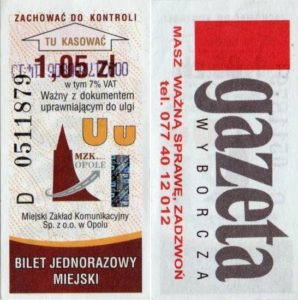 ZACHOWAĆ DO KONTROLI
TU KASOWAĆ
1,05 zł
w tym 7% VAT
Ważny z dokumentem
uprawniającym do ulgi
D 0511879
U u
MZK
OPOLE
Miejski Zakład Komunikacyjny
Sp. z o.o. w Opolu
BILET JEDNORAZOWY
MIEJSKI
gazeta
WYBORCZA
MASZ WAŻNĄ SPRAWĘ, ZADZWOŃ
tel. 077 40 12 012